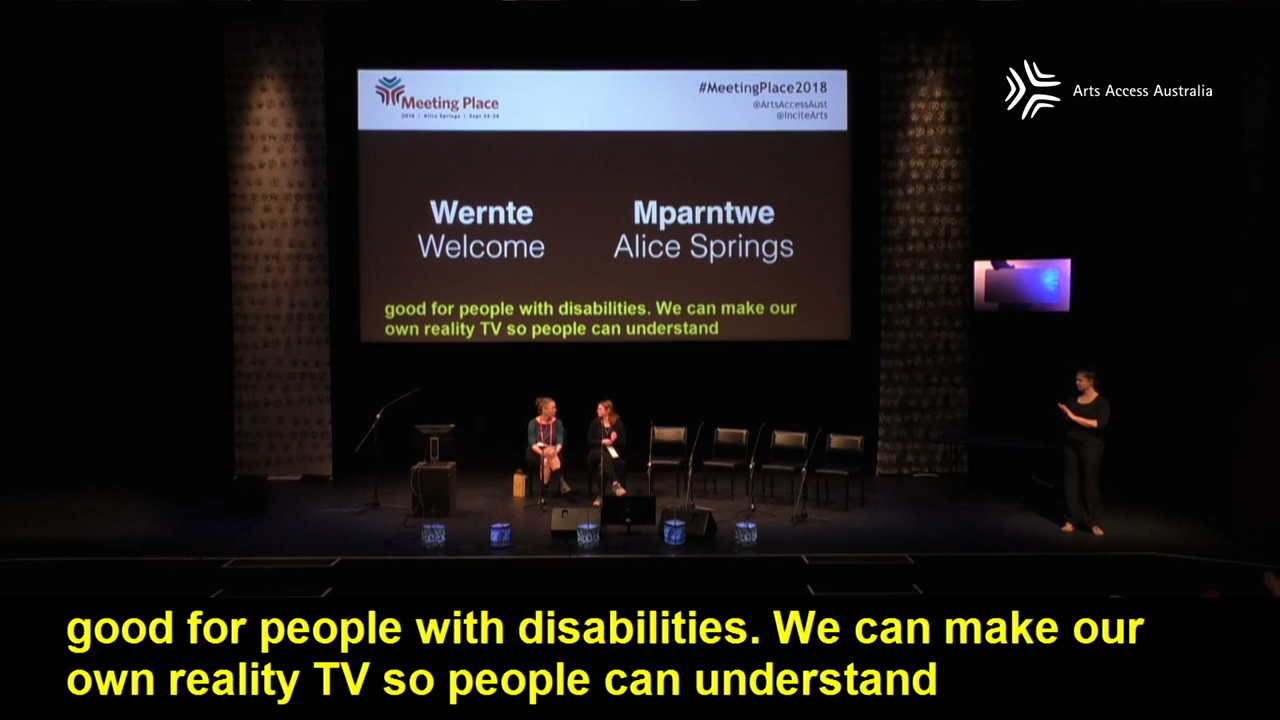 Meeting Place
2018 | Alice Springs | Sept 24-26
#MeetingPlace2018
@ArtsAccessAust
@InciteArts
Arts Access Australia
Wernte
Welcome
Mparntwe
Alice Springs
good for people with disabilities. We can make our
own reality TV so people can understand
good for people with disabilities. We can make our
own reality TV so people can understand